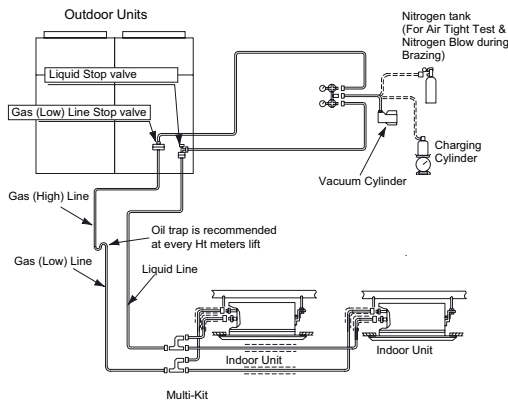 Outdoor Units
Liquid Stop valve
Gas (Low) Line Stop valve
Nitrogen tank
(For Air Tight Test &
Nitrogen Blow during
Brazing)
Charging
Cylinder
Vacuum Cylinder
Gas (High) Line
Oil trap is recommended
at every Ht meters lift
Gas (Low) Line
Liquid Line
Indoor Unit
Indoor Unit
Multi-Kit